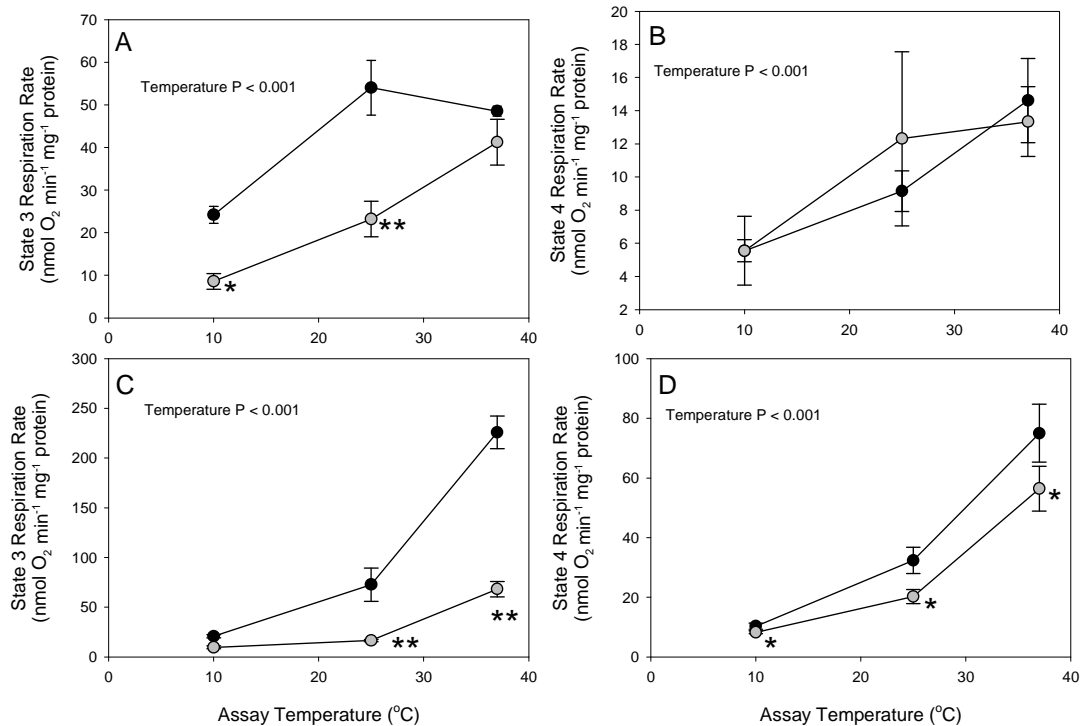 A
Temperature P < 0.001
State 3 Respiration Rate
(nmol O₂ min⁻¹ mg⁻¹ protein)
70
60
50
40
30
20
10
0
*
**
0 10 20 30 40
B
Temperature P < 0.001
State 4 Respiration Rate
(nmol O₂ min⁻¹ mg⁻¹ protein)
16
14
12
10
8
6
4
2
0 10 20 30 40
C
Temperature P < 0.001
State 3 Respiration Rate
(nmol O₂ min⁻¹ mg⁻¹ protein)
300
250
200
150
100
50
0
**
**
0 10 20 30 40
Assay Temperature (°C)
D
Temperature P < 0.001
State 4 Respiration Rate
(nmol O₂ min⁻¹ mg⁻¹ protein)
100
80
60
40
20
0
*
*
*
0 10 20 30 40
Assay Temperature (°C)